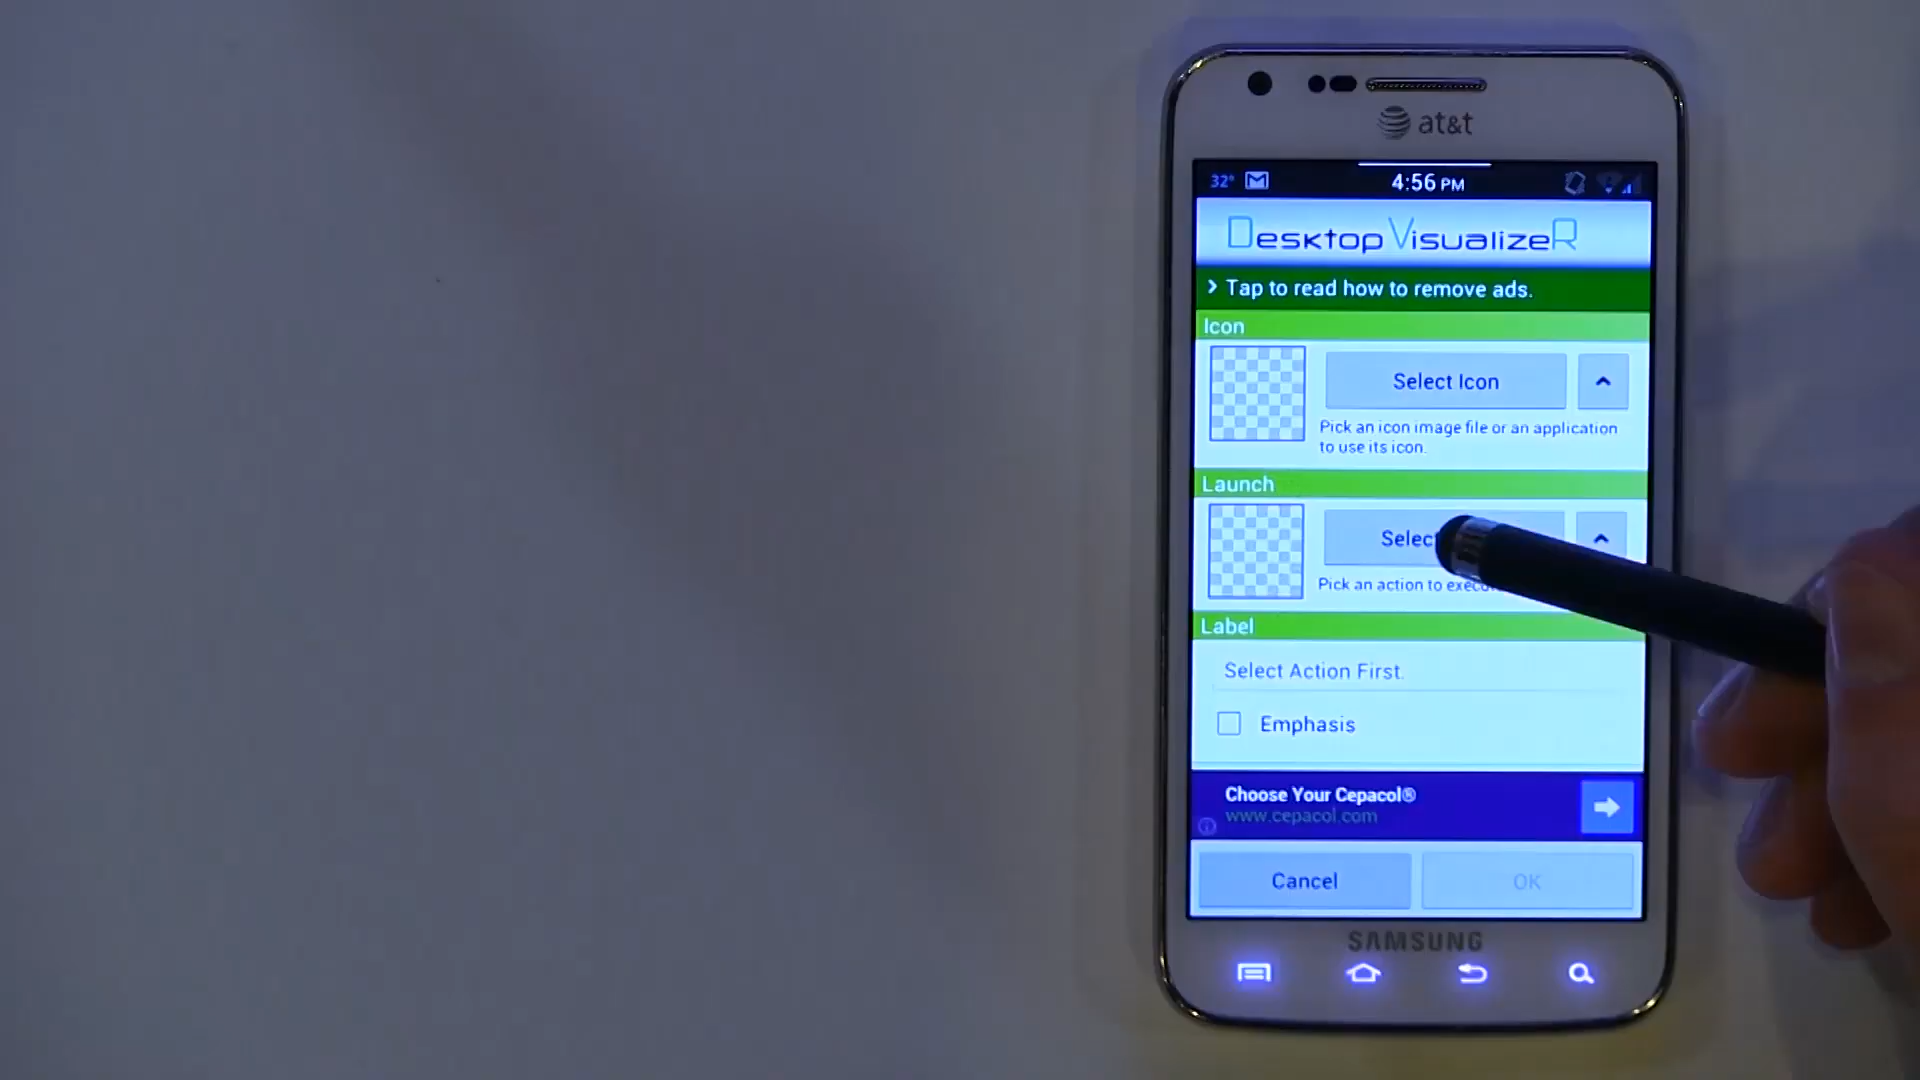 at&t
32°
4:56 PM
Desktop VisualizeR
Tap to read how to remove ads.
Icon
Select Icon
Pick an icon image file or an application
to use its icon.
Launch
Pick an action to
Label
Select Action First.
Emphasis
Choose Your Cepacol®
www.cepacol.com
Cancel
OK
SAMSUNG